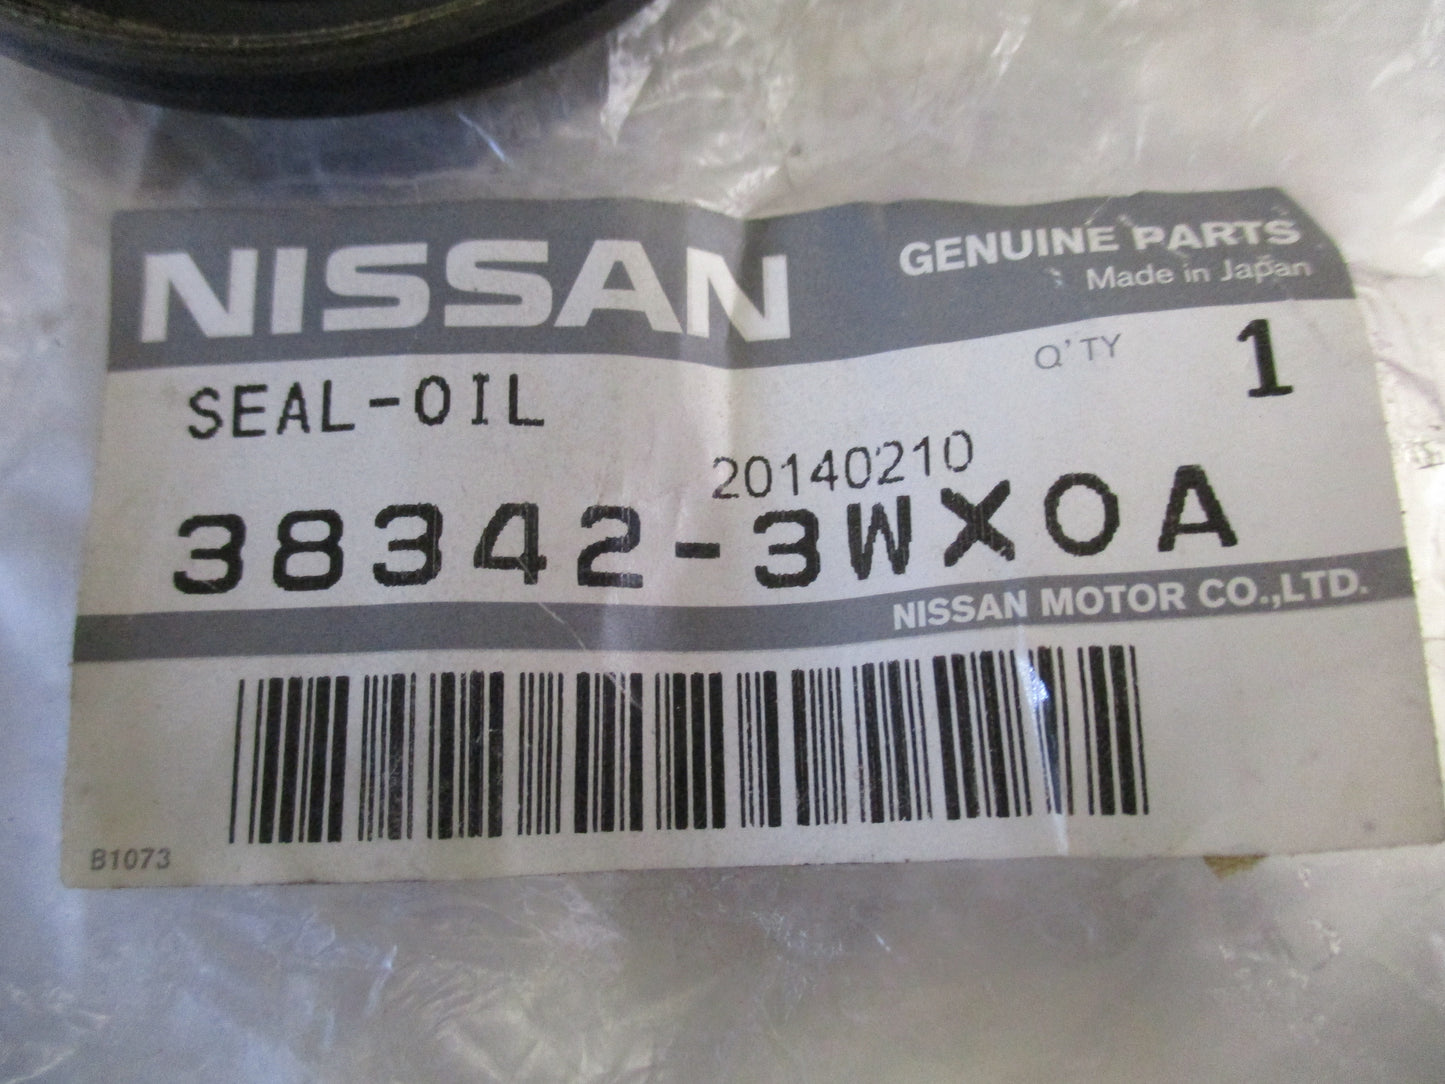 NISSAN
GENUINE PARTS
Made in Japan
Q'TY 1
SEAL-OIL
20140210
38342-3WX0A
NISSAN MOTOR CO.,LTD.
B1073